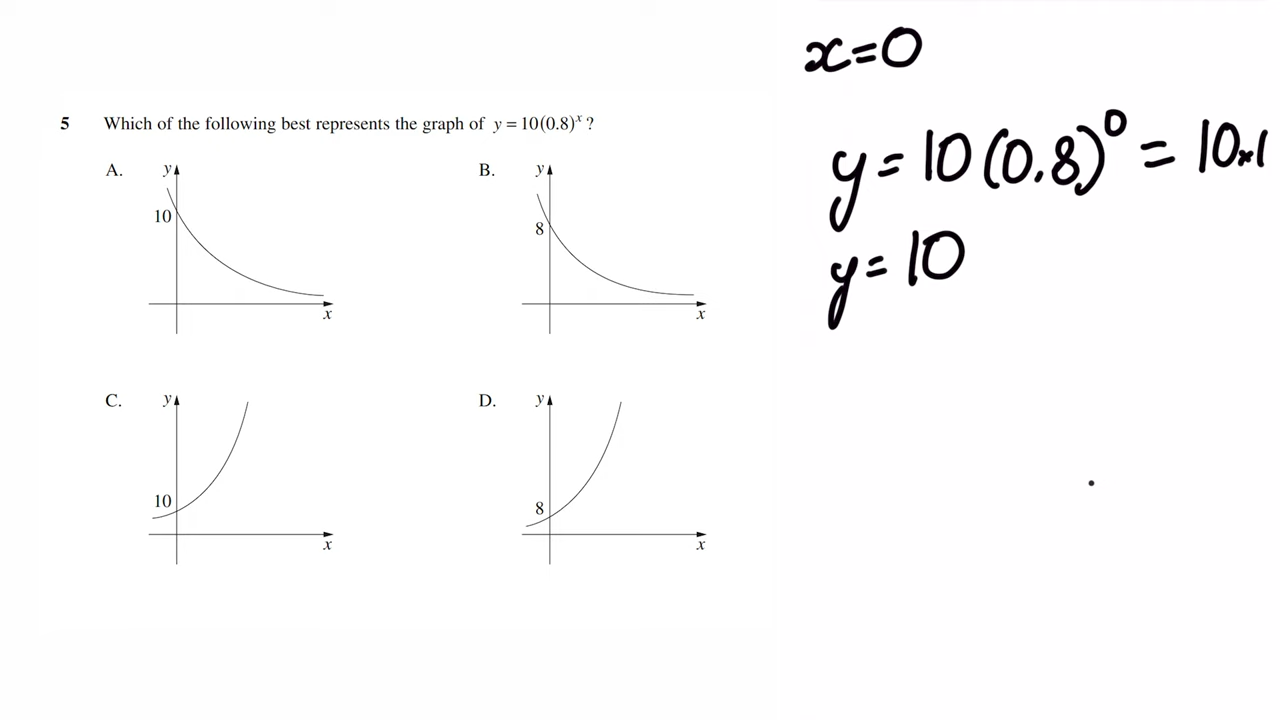 5 Which of the following best represents the graph of y = 10(0.8)ˣ ?
A. y 10 x
B. y 8 x
C. y 10 x
D. y 8 x
x=0
y = 10(0.8)⁰ = 10×1
y = 10